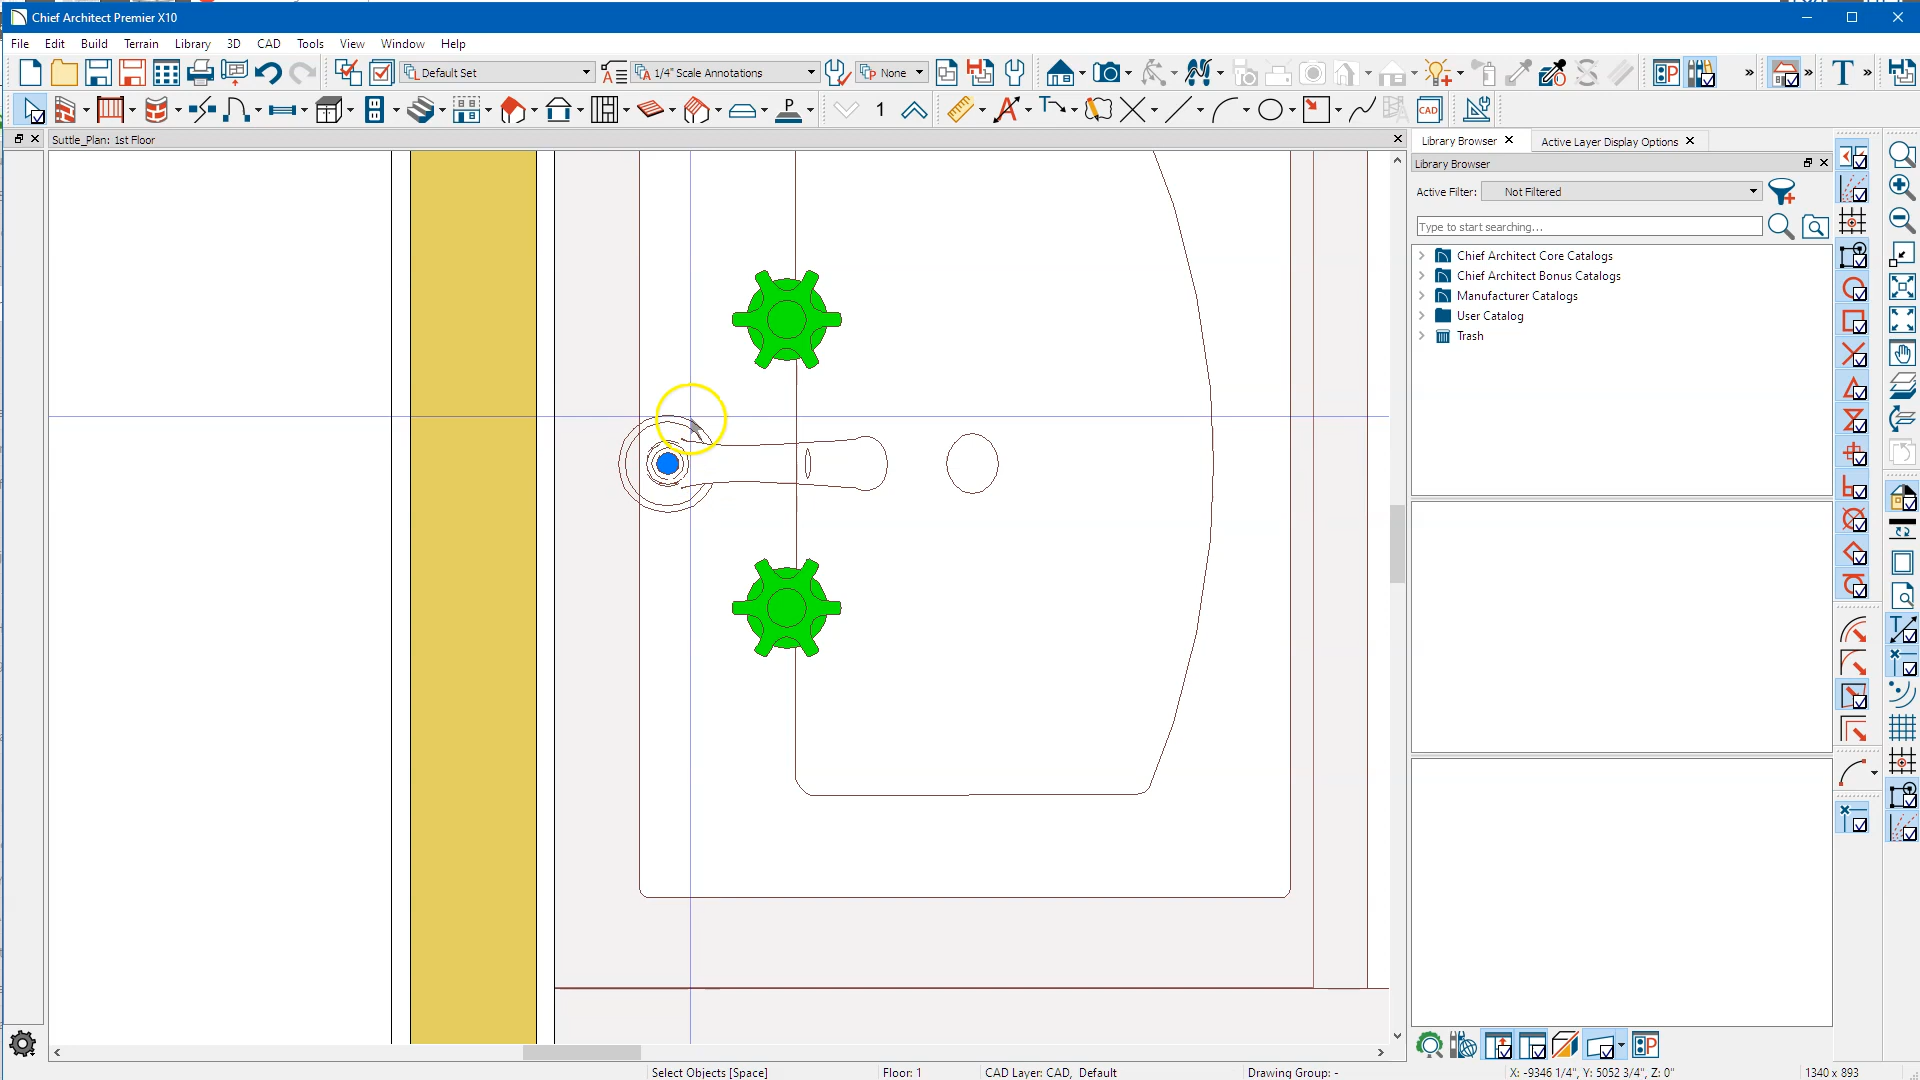 Chief Architect Premier X10
File Edit Build Terrain Library 3D CAD Tools View Window Help
Default Set
A 1/4" Scale Annotations
None
» » T »
P 1 A CAD
Suttle_Plan: 1st Floor
Library Browser
Active Layer Display Options
Library Browser
Active Filter: Not Filtered
Type to start searching...
Chief Architect Core Catalogs
Chief Architect Bonus Catalogs
Manufacturer Catalogs
User Catalog
Trash
Select Objects [Space]
Floor: 1
CAD Layer: CAD, Default
Drawing Group: -
X: -9346 1/4", Y: 5052 3/4", Z: 0"
1340 x 893